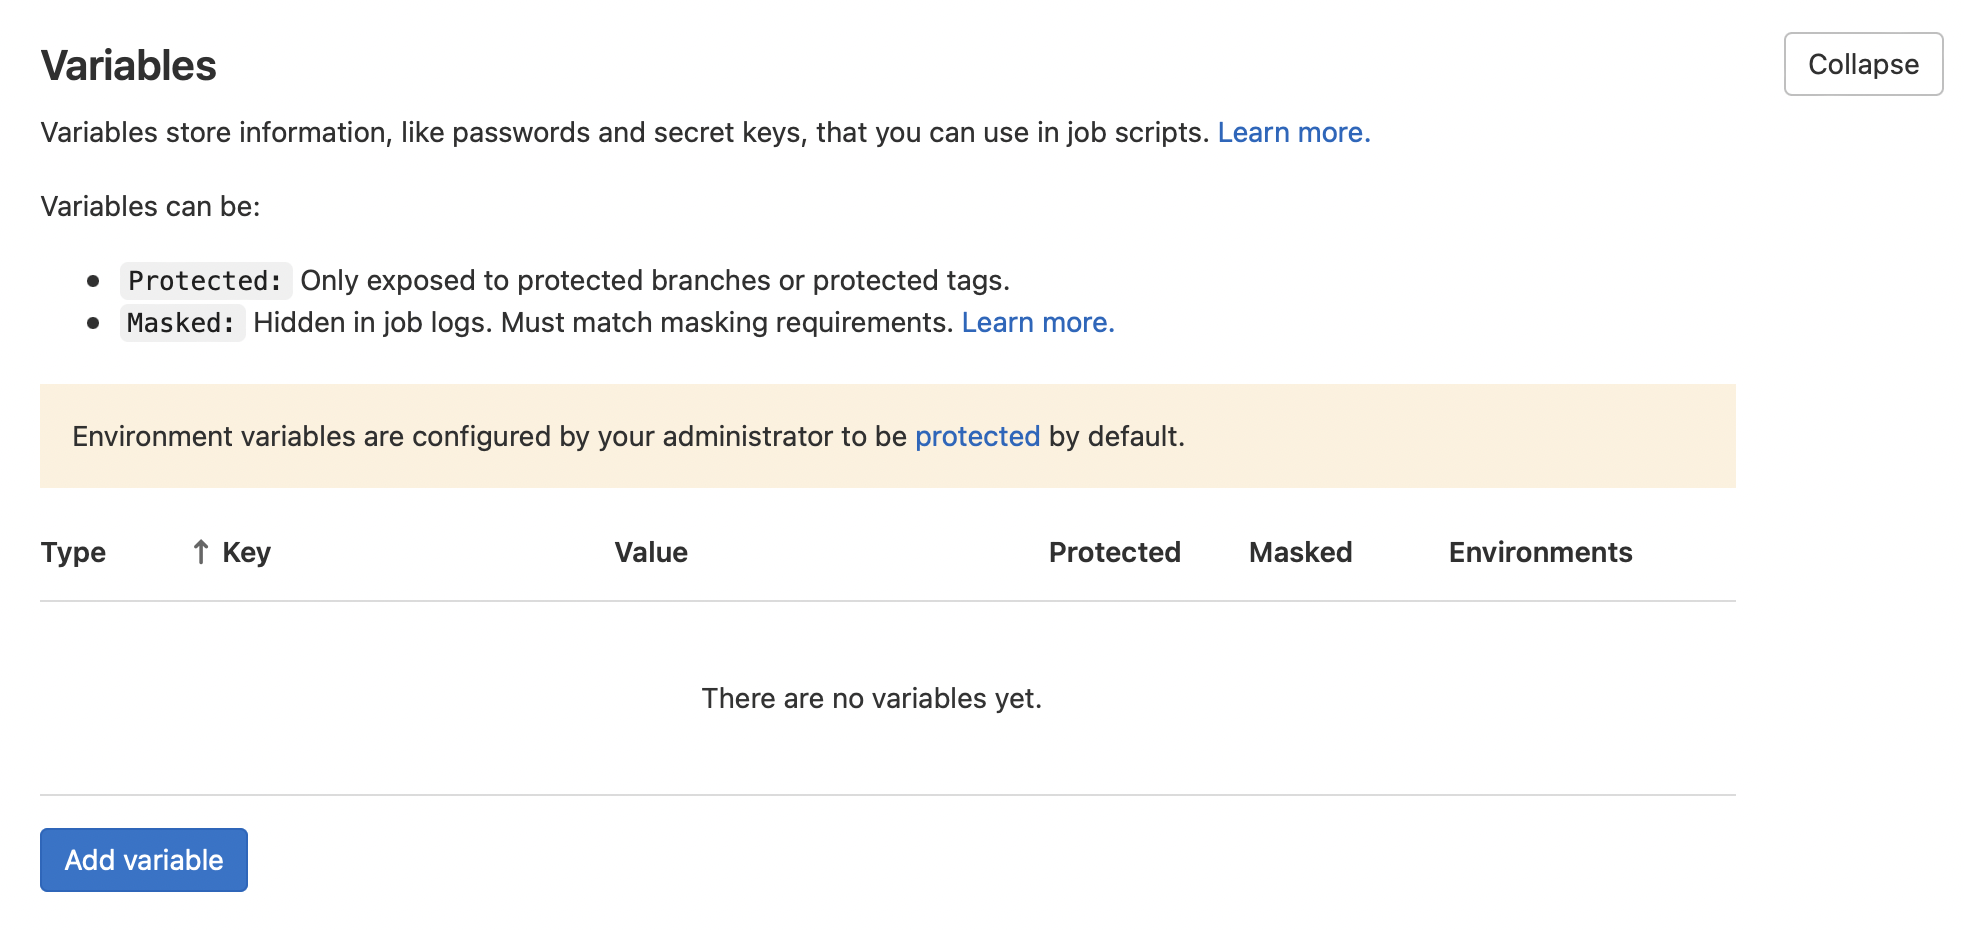 Variables
Collapse
Variables store information, like passwords and secret keys, that you can use in job scripts. Learn more.
Variables can be:
Protected: Only exposed to protected branches or protected tags.
Masked: Hidden in job logs. Must match masking requirements. Learn more.
Environment variables are configured by your administrator to be protected by default.
Type ↑ Key Value Protected Masked Environments
There are no variables yet.
Add variable